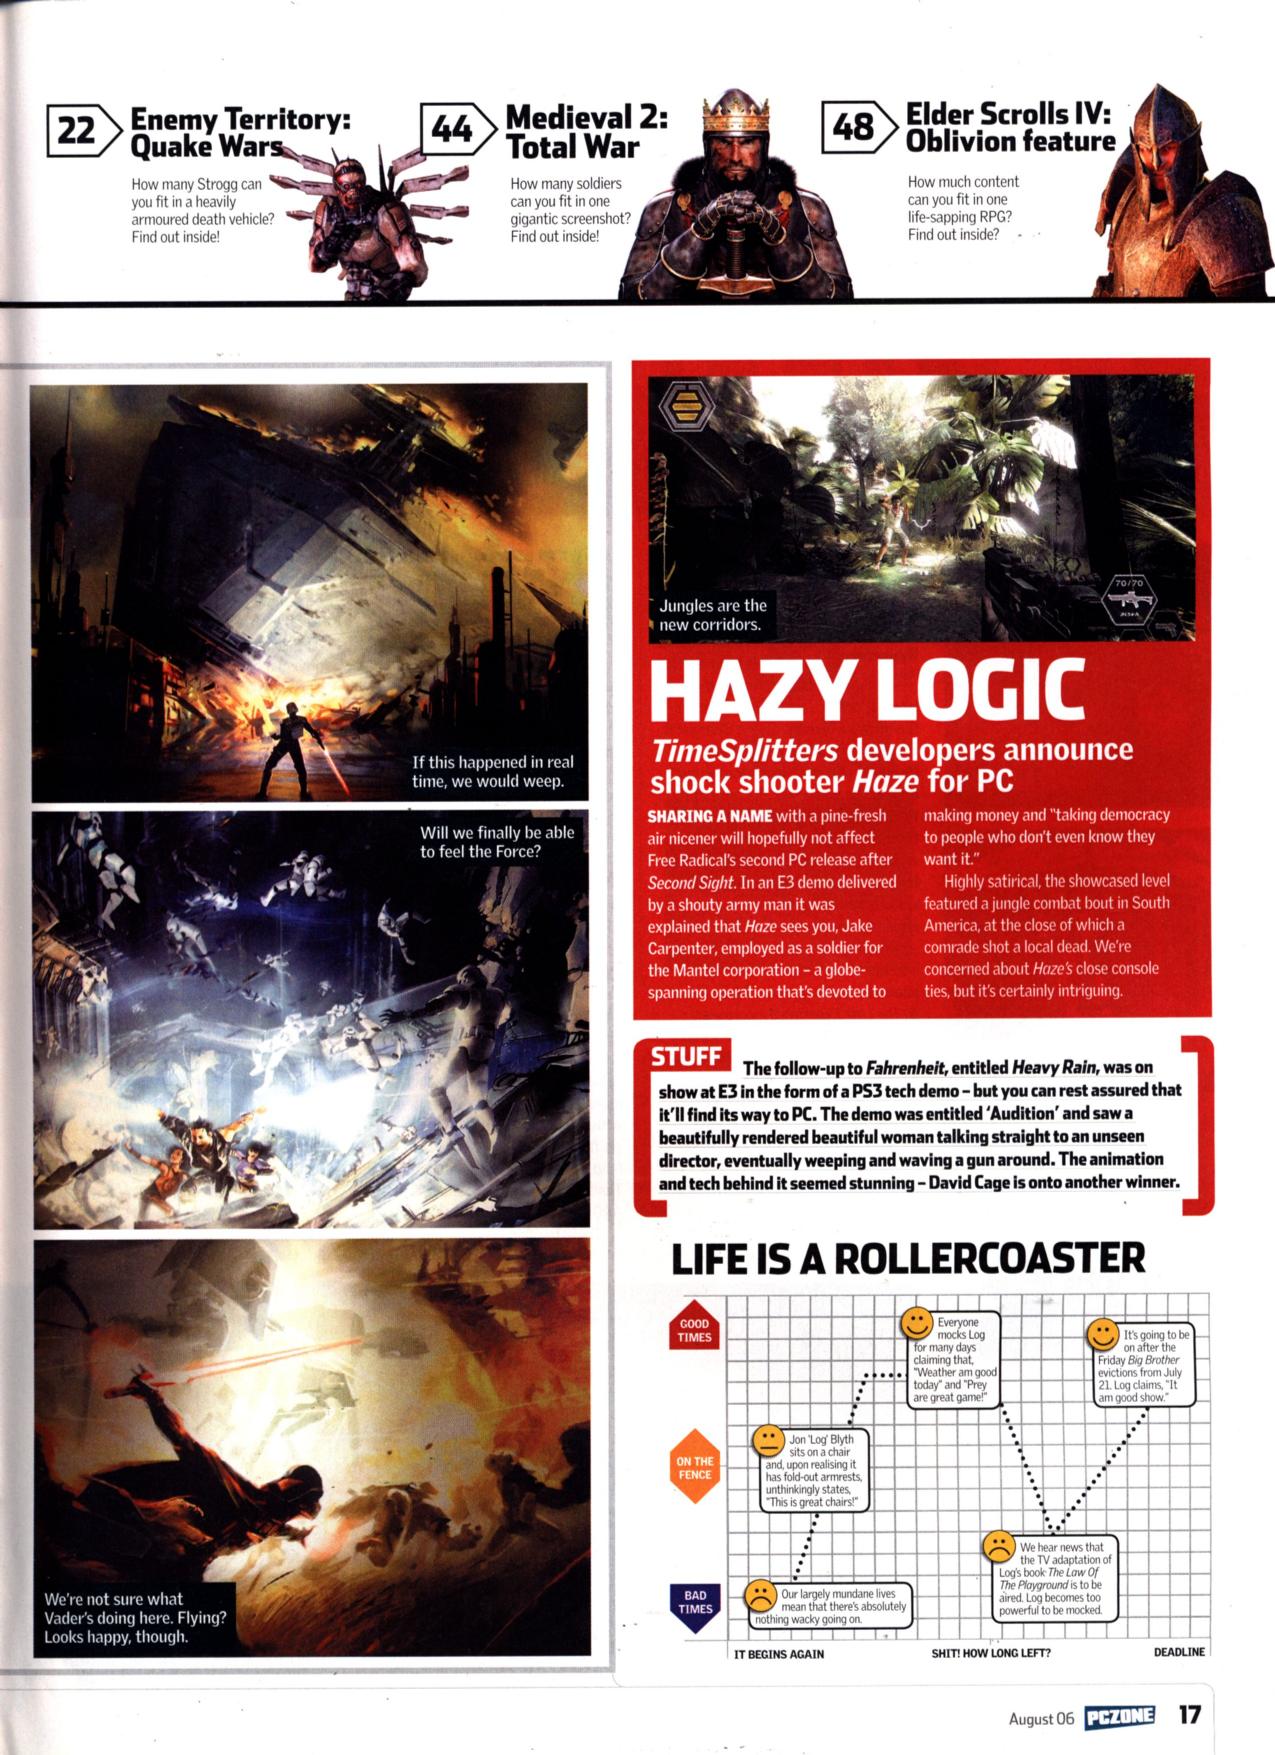 22
Enemy Territory:
Quake Wars
How many Strogg can
you fit in a heavily
armoured death vehicle?
Find out inside!
44
Medieval 2:
Total War
How many soldiers
can you fit in one
gigantic screenshot?
Find out inside!
48
Elder Scrolls IV:
Oblivion feature
How much content
can you fit in one
life-sapping RPG?
Find out inside?
If this happened in real
time, we would weep.
Will we finally be able
to feel the Force?
We're not sure what
Vader's doing here. Flying?
Looks happy, though.
70/70
Jungles are the
new corridors.
HAZY LOGIC
TimeSplitters developers announce
shock shooter Haze for PC
SHARING A NAME with a pine-fresh
air nicener will hopefully not affect
Free Radical's second PC release after
Second Sight. In an E3 demo delivered
by a shouty army man it was
explained that Haze sees you, Jake
Carpenter, employed as a soldier for
the Mantel corporation – a globe-
spanning operation that's devoted to
making money and "taking democracy
to people who don't even know they
want it."
Highly satirical, the showcased level
featured a jungle combat bout in South
America, at the close of which a
comrade shot a local dead. We're
concerned about Haze's close console
ties, but it's certainly intriguing.
STUFF
The follow-up to Fahrenheit, entitled Heavy Rain, was on
show at E3 in the form of a PS3 tech demo – but you can rest assured that
it'll find its way to PC. The demo was entitled 'Audition' and saw a
beautifully rendered beautiful woman talking straight to an unseen
director, eventually weeping and waving a gun around. The animation
and tech behind it seemed stunning – David Cage is onto another winner.
LIFE IS A ROLLERCOASTER
GOOD
TIMES
ON THE
FENCE
BAD
TIMES
Our largely mundane lives
mean that there's absolutely
nothing wacky going on.
Jon 'Log' Blyth
sits on a chair
and, upon realising it
has fold-out armrests,
unthinkingly states,
"This is great chairs!"
Everyone
mocks Log
for many days
claiming that,
"Weather am good
today" and "Prey
are great game!"
We hear news that
the TV adaptation of
Log's book The Law Of
The Playground is to be
aired. Log becomes too
powerful to be mocked.
It's going to be
on after the
Friday Big Brother
evictions from July
21. Log claims, "It
am good show."
IT BEGINS AGAIN
SHIT! HOW LONG LEFT?
DEADLINE
August 06
PCZONE
17